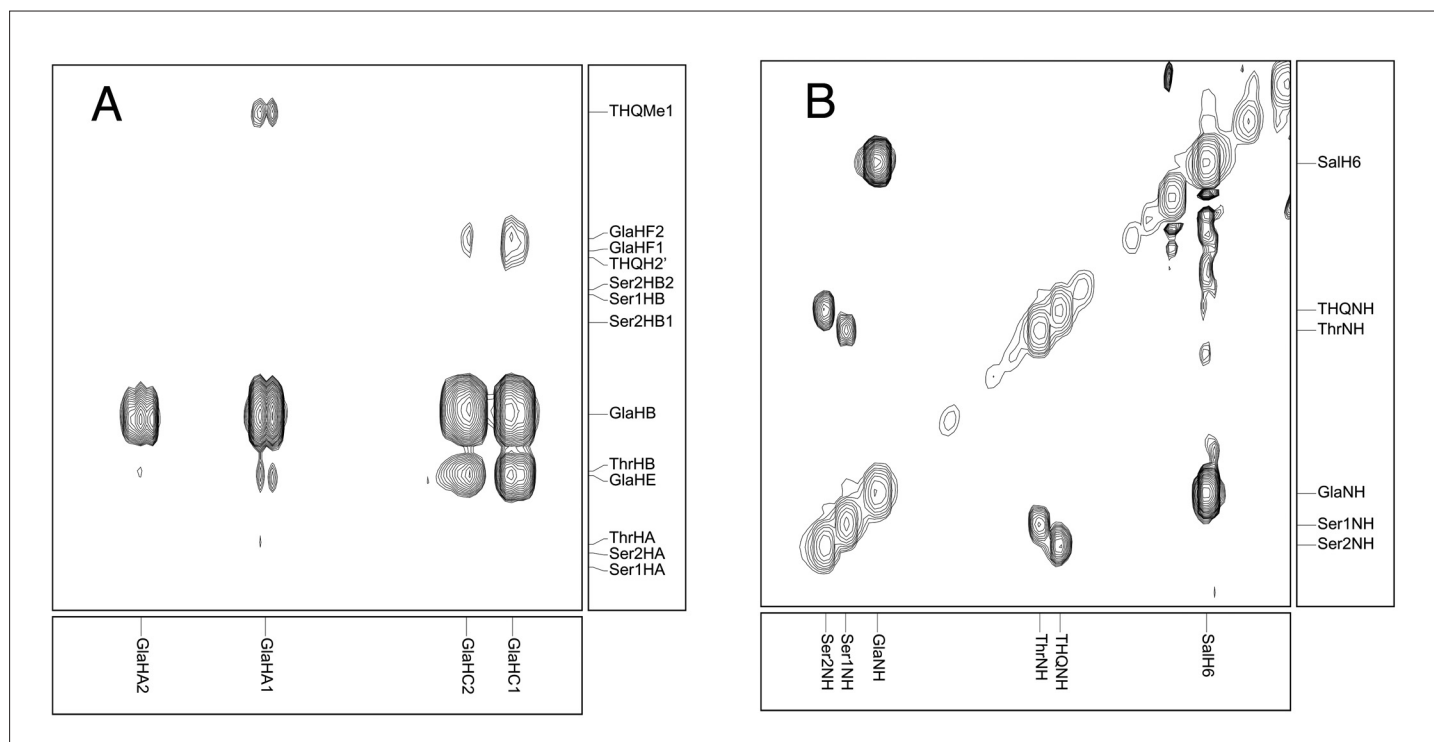 A
THQMe1
GlaHF2
GlaHF1
THQH2'
Ser2HB2
Ser1HB
Ser2HB1
GlaHB
ThrHB
GlaHE
ThrHA
Ser2HA
Ser1HA
GlaHA2
GlaHA1
GlaHC2
GlaHC1
B
SalH6
THQNH
ThrNH
GlaNH
Ser1NH
Ser2NH
Ser2NH
Ser1NH
GlaNH
ThrNH
THQNH
SalH6